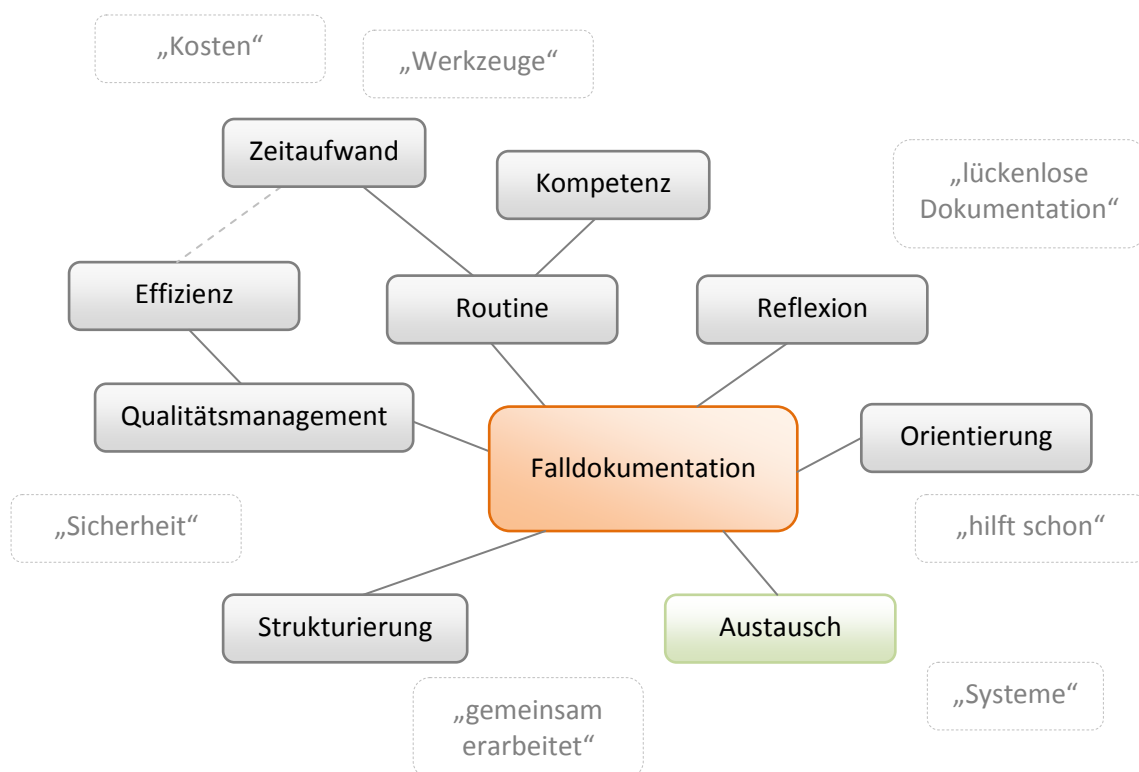 „Kosten“
„Werkzeuge“
Zeitaufwand
Kompetenz
„lückenlose
Dokumentation“
Effizienz
Routine
Reflexion
Qualitätsmanagement
Orientierung
Falldokumentation
„Sicherheit“
„hilft schon“
Strukturierung
Austausch
„Systeme“
„gemeinsam
erarbeitet“